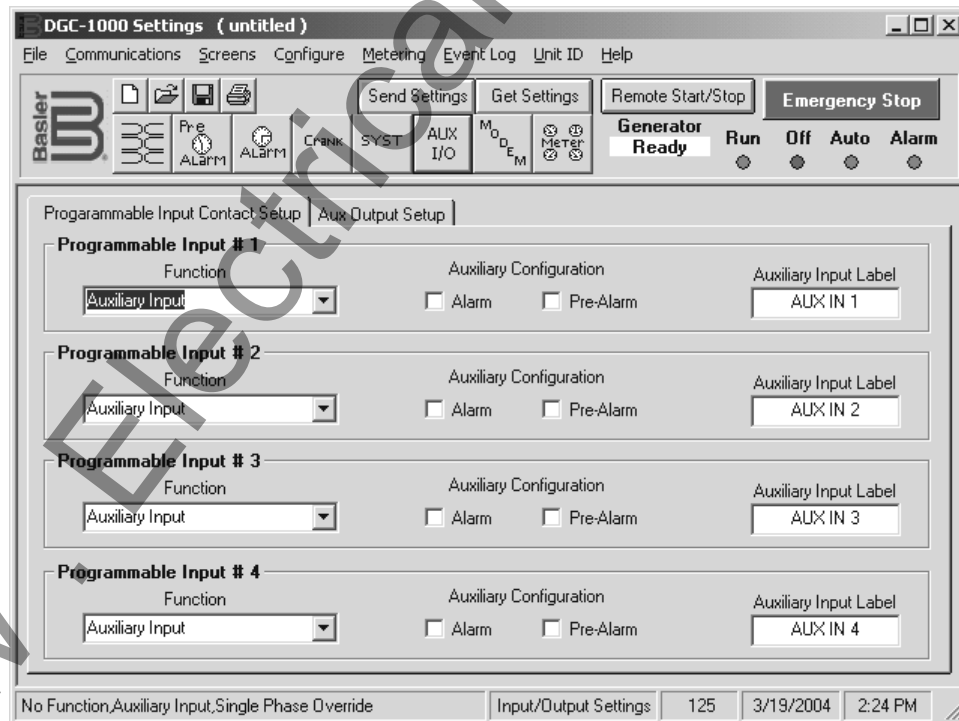 DGC-1000 Settings ( untitled )
File Communications Screens Configure Metering Event Log Unit ID Help
Basler
Send Settings Get Settings Remote Start/Stop Emergency Stop
Pre ALarm ALarm Crank SYST AUX I/O MoDEM METER
Generator Ready Run Off Auto Alarm
Progarammable Input Contact Setup Aux Output Setup
Programmable Input # 1
Function Auxiliary Configuration Auxiliary Input Label
Auxiliary Input Alarm Pre-Alarm AUX IN 1
Programmable Input # 2
Function Auxiliary Configuration Auxiliary Input Label
Auxiliary Input Alarm Pre-Alarm AUX IN 2
Programmable Input # 3
Function Auxiliary Configuration Auxiliary Input Label
Auxiliary Input Alarm Pre-Alarm AUX IN 3
Programmable Input # 4
Function Auxiliary Configuration Auxiliary Input Label
Auxiliary Input Alarm Pre-Alarm AUX IN 4
No Function,Auxiliary Input,Single Phase Override Input/Output Settings 125 3/19/2004 2:24 PM
. Electrical